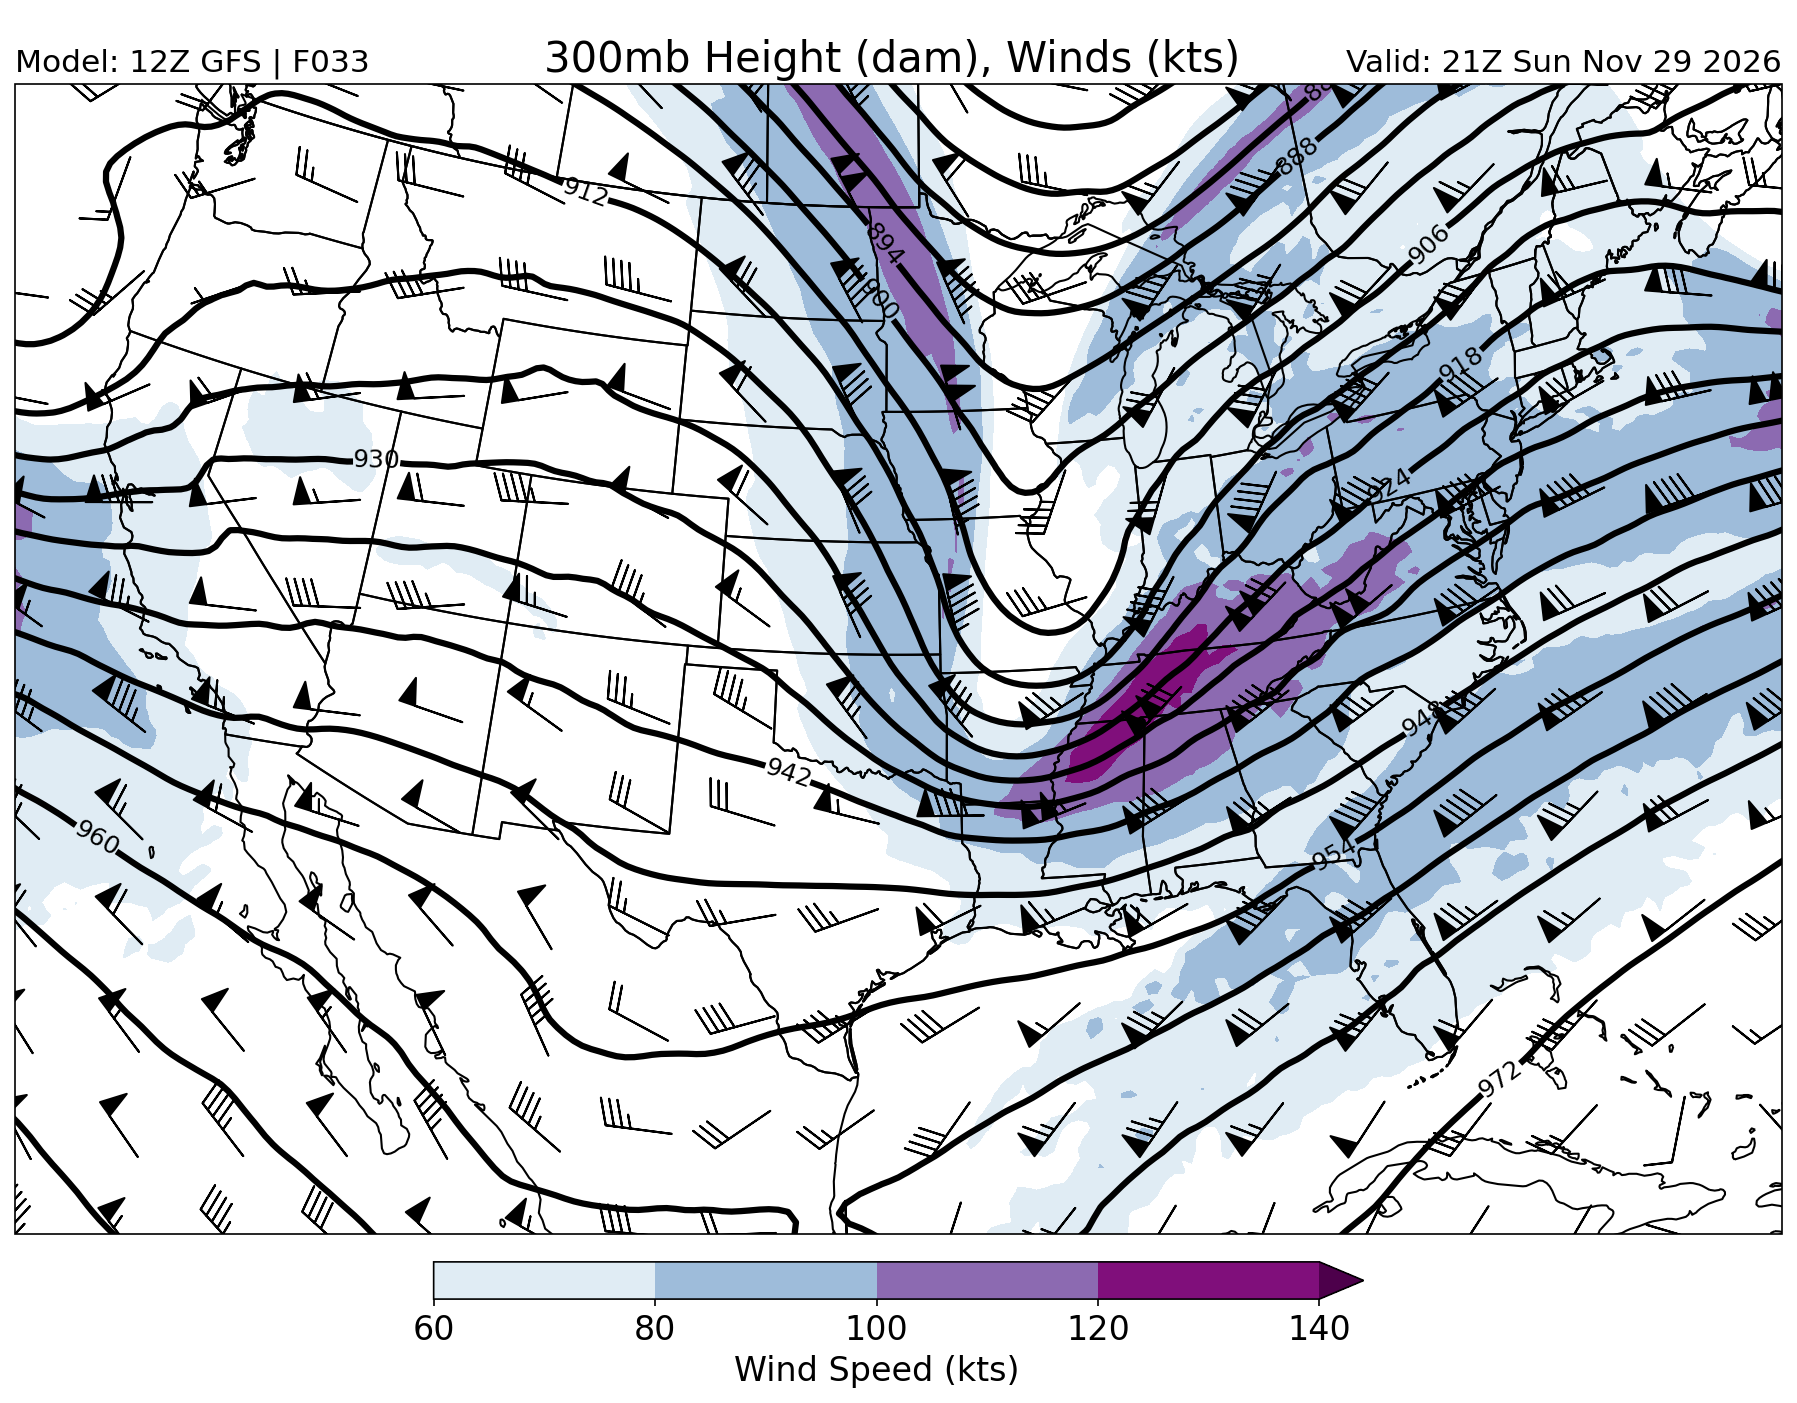 Model: 12Z GFS | F033
300mb Height (dam), Winds (kts)
Valid: 21Z Sun Nov 29 2026
888
912
894
906
900
918
930
924
948
942
960
954
972
60 80 100 120 140
Wind Speed (kts)